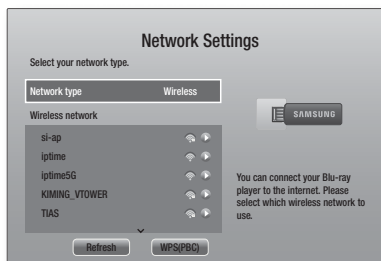 Network Settings
Select your network type.
Network type Wireless
Wireless network
si-ap
iptime
iptime5G
KIMING_VTOWER
TIAS
SAMSUNG
You can connect your Blu-ray
player to the internet. Please
select which wireless network to
use.
Refresh WPS(PBC)